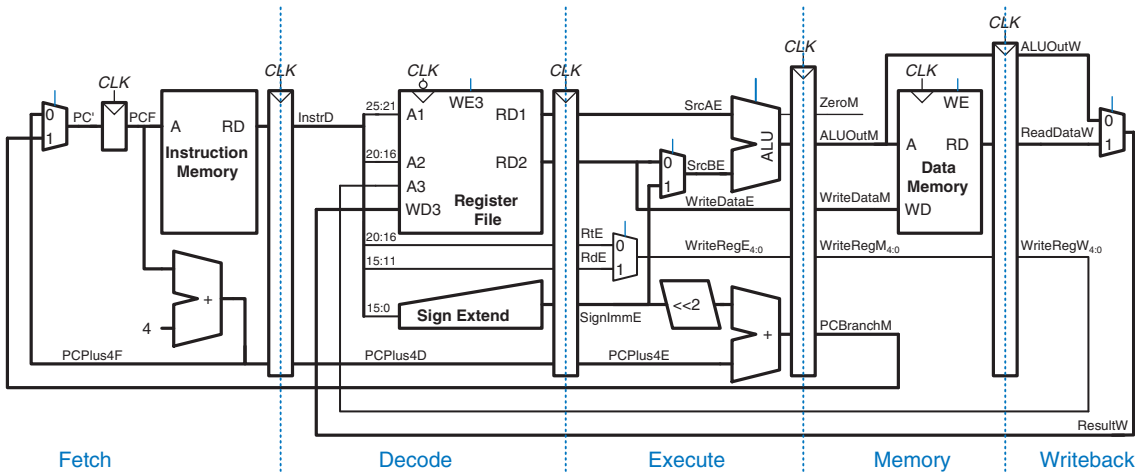 CLK
CLK
CLK
CLK
CLK
CLK
CLK
ALUOutW
0
1
PC'
PCF
A
RD
Instruction
Memory
InstrD
25:21
A1
WE3
RD1
20:16
A2
RD2
A3
WD3
Register
File
SrcAE
0
1
SrcBE
ALU
ZeroM
ALUOutM
WE
A
RD
Data
Memory
WD
ReadDataW
0
1
WriteDataE
WriteDataM
20:16
15:11
RtE
RdE
0
1
WriteRegE4:0
WriteRegM4:0
WriteRegW4:0
+
4
15:0
Sign Extend
SignImmE
<<2
+
PCBranchM
PCPlus4F
PCPlus4D
PCPlus4E
ResultW
Fetch
Decode
Execute
Memory
Writeback